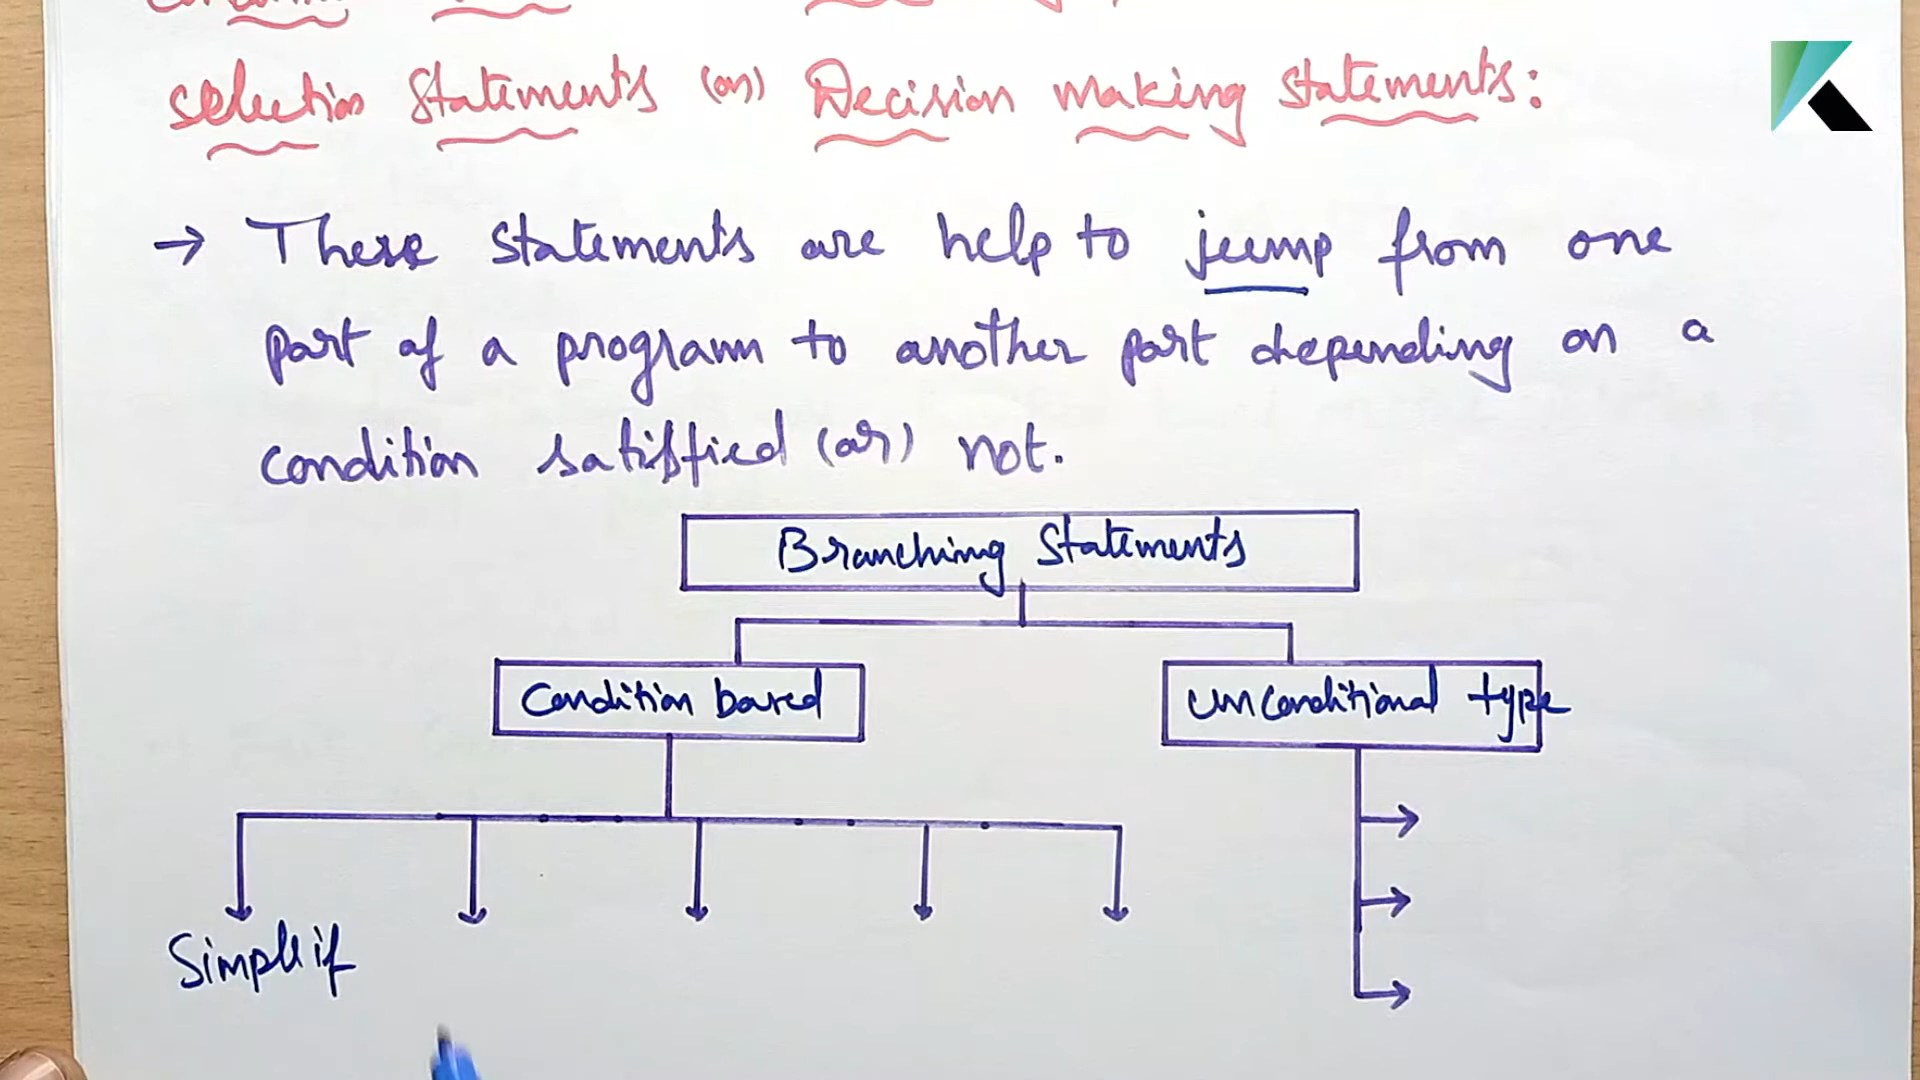 selection Statements (or) Decision making statements:
→ These statements are help to jump from one
part of a program to another part depending on a
condition satisfied (or) not.
Branching Statements
Condition based
unconditional type
Simple if